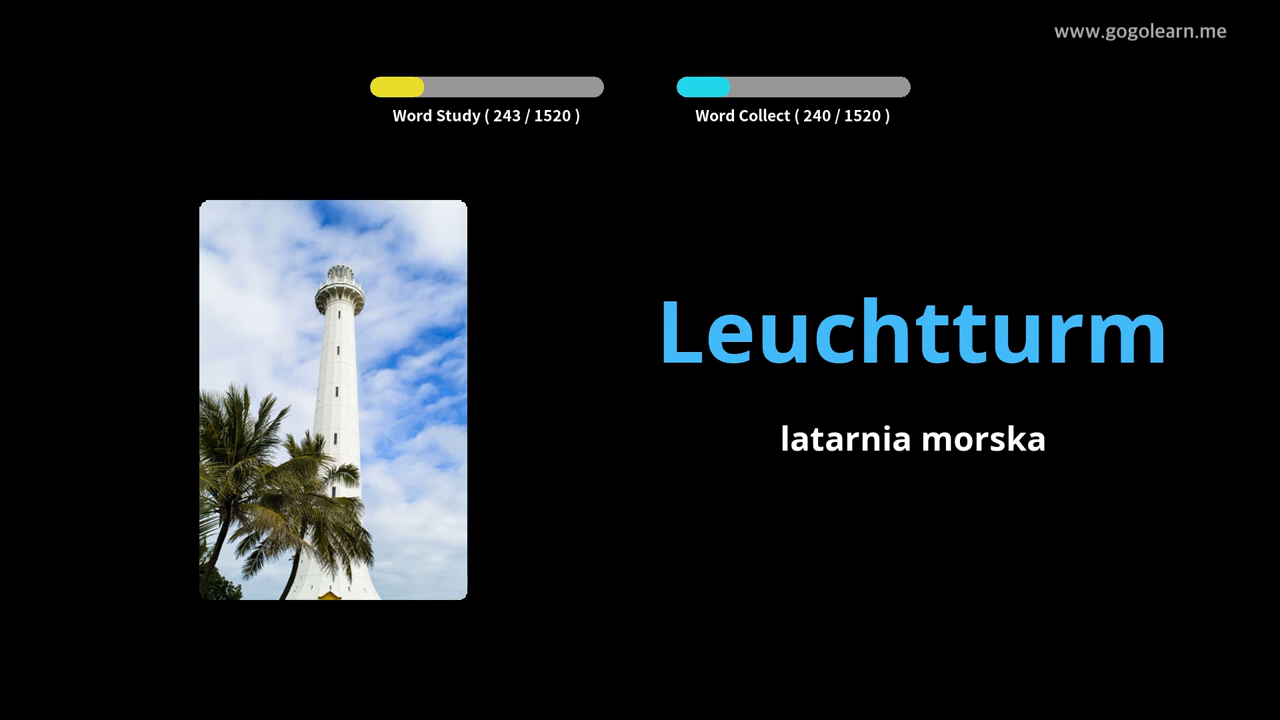 www.gogolearn.me
Word Study ( 243 / 1520 )
Word Collect ( 240 / 1520 )
Leuchtturm
latarnia morska